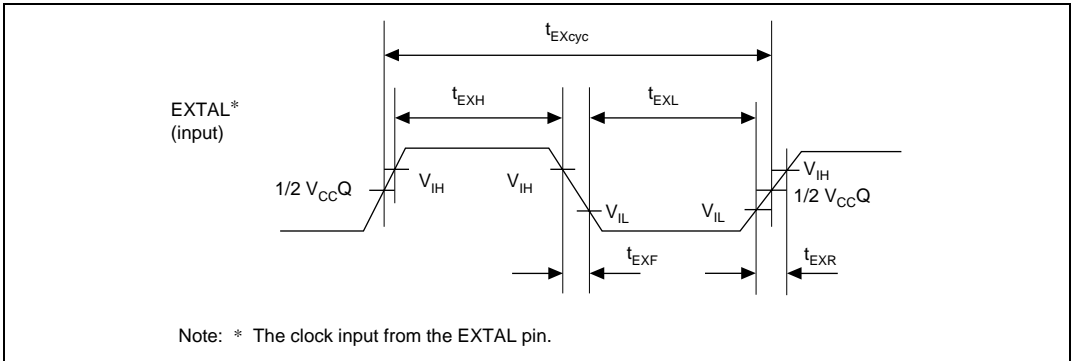 tEXcyc
tEXH
tEXL
EXTAL*
(input)
1/2 VCCQ
VIH
VIH
VIL
VIL
VIH
1/2 VCCQ
tEXF
tEXR
Note: * The clock input from the EXTAL pin.